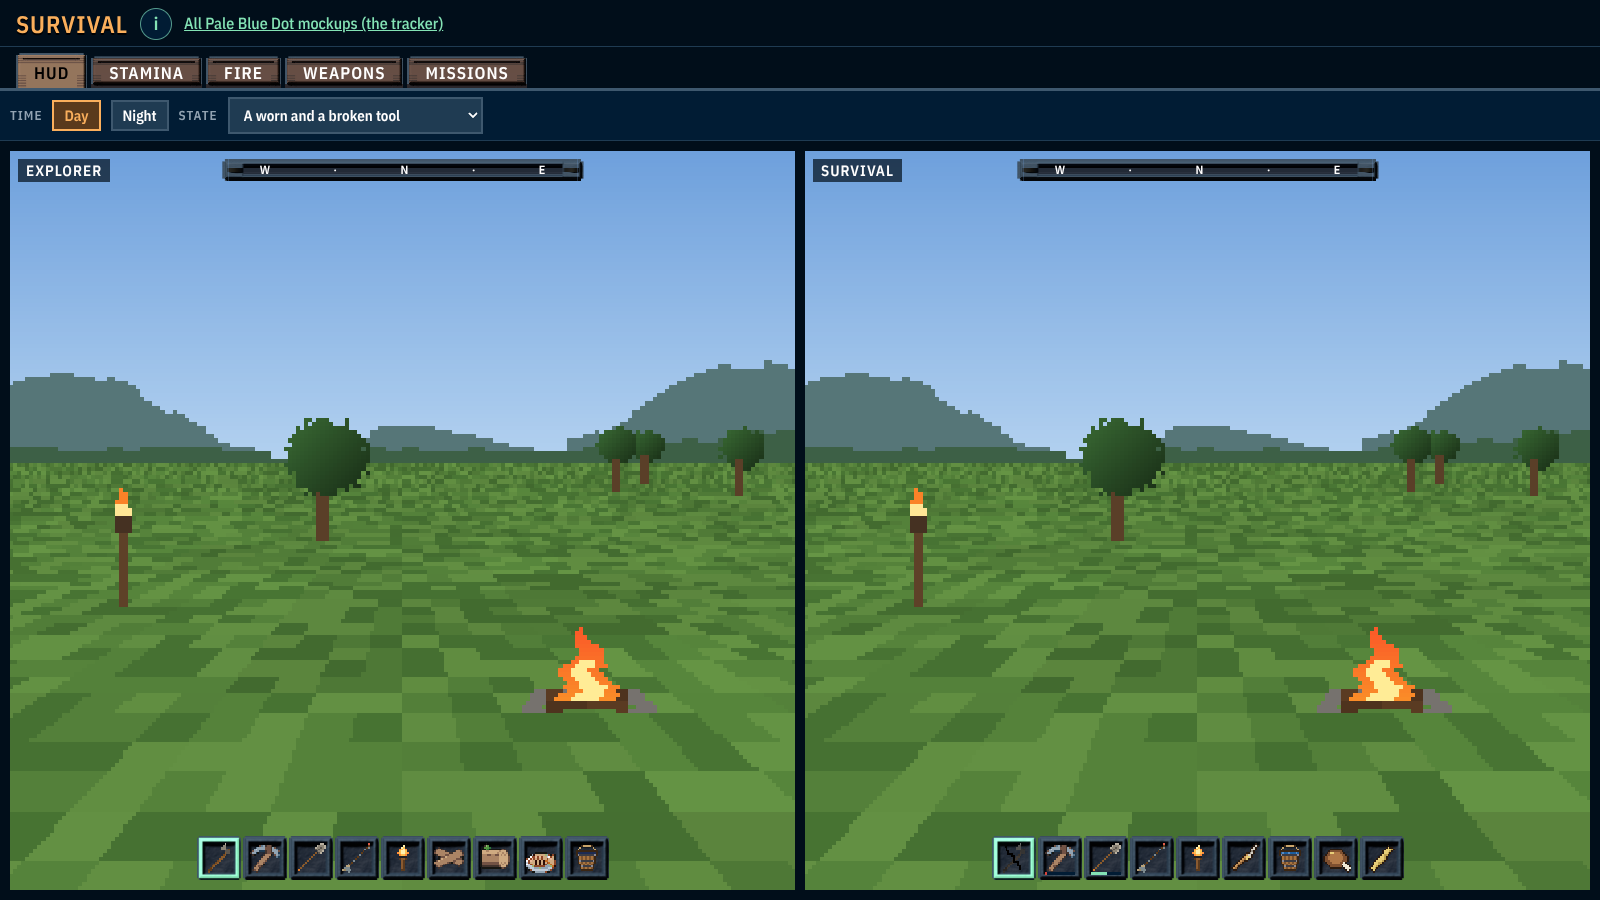 SURVIVAL i All Pale Blue Dot mockups (the tracker)
HUD STAMINA FIRE WEAPONS MISSIONS
TIME Day Night STATE A worn and a broken tool
EXPLORER W · N · E
SURVIVAL W · N · E